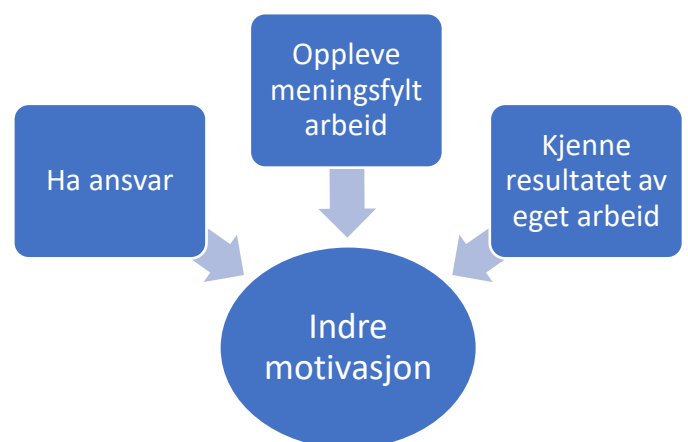 Oppleve
meningsfylt
arbeid
Ha ansvar
Kjenne
resultatet av
eget arbeid
Indre
motivasjon